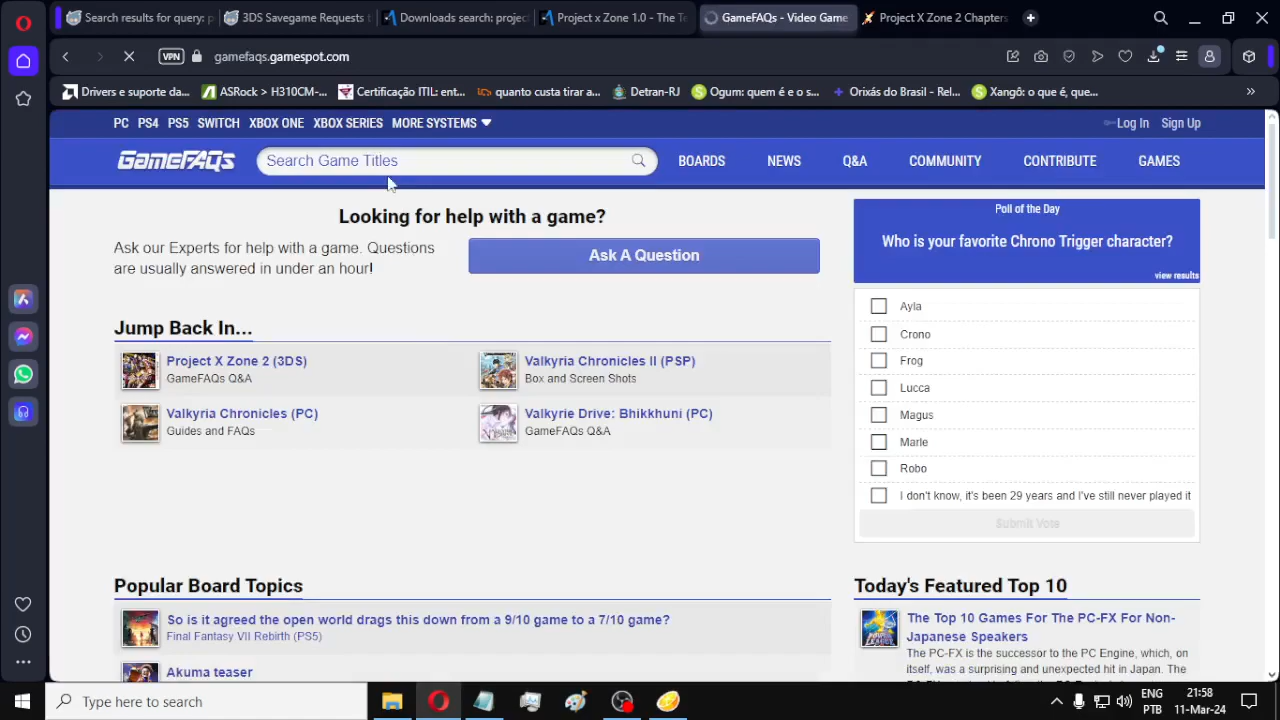 Search results for query: p
3DS Savegame Requests t
Downloads search: project
Project x Zone 1.0 - The Te
GameFAQs - Video Game
Project X Zone 2 Chapters
VPN
gamefaqs.gamespot.com
Drivers e suporte da...
ASRock > H310CM-...
Certificação ITIL: ent...
quanto custa tirar a...
Detran-RJ
Ogum: quem é e o s...
Orixás do Brasil - Rel...
Xangô: o que é, que...
PC PS4 PS5 SWITCH XBOX ONE XBOX SERIES MORE SYSTEMS
Log In Sign Up
GameFAQs
Search Game Titles
BOARDS NEWS Q&A COMMUNITY CONTRIBUTE GAMES
Looking for help with a game?
Ask our Experts for help with a game. Questions
are usually answered in under an hour!
Ask A Question
Jump Back In...
Project X Zone 2 (3DS)
GameFAQs Q&A
Valkyria Chronicles II (PSP)
Box and Screen Shots
Valkyria Chronicles (PC)
Guides and FAQs
Valkyrie Drive: Bhikkhuni (PC)
GameFAQs Q&A
Poll of the Day
Who is your favorite Chrono Trigger character?
view results
Ayla
Crono
Frog
Lucca
Magus
Marle
Robo
I don't know, it's been 29 years and I've still never played it
Submit Vote
Popular Board Topics
So is it agreed the open world drags this down from a 9/10 game to a 7/10 game?
Final Fantasy VII Rebirth (PS5)
Akuma teaser
Today's Featured Top 10
The Top 10 Games For The PC-FX For Non-
Japanese Speakers
The PC-FX is the successor to the PC Engine, which, on
itself, was a surprising and unexpected hit in Japan. The
Type here to search
ENG
PTB
21:58
11-Mar-24